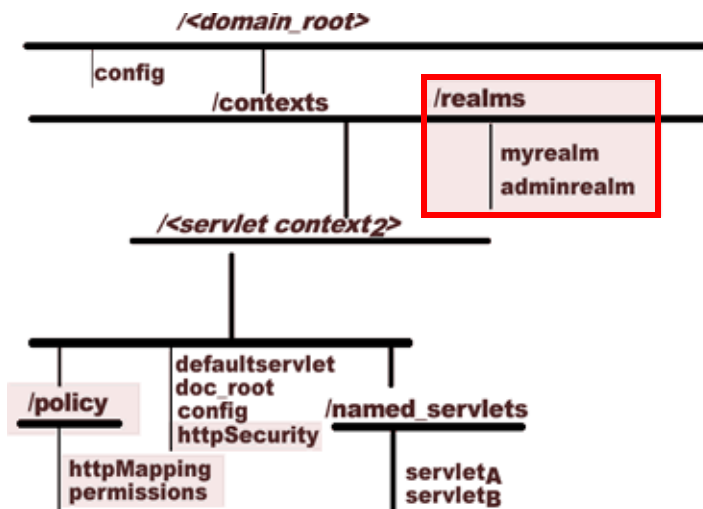 /<domain_root>
config
/contexts
/realms
myrealm
adminrealm
/<servlet context2>
defaultservlet
doc_root
config
httpSecurity
/policy
httpMapping
permissions
/named_servlets
servletA
servletB